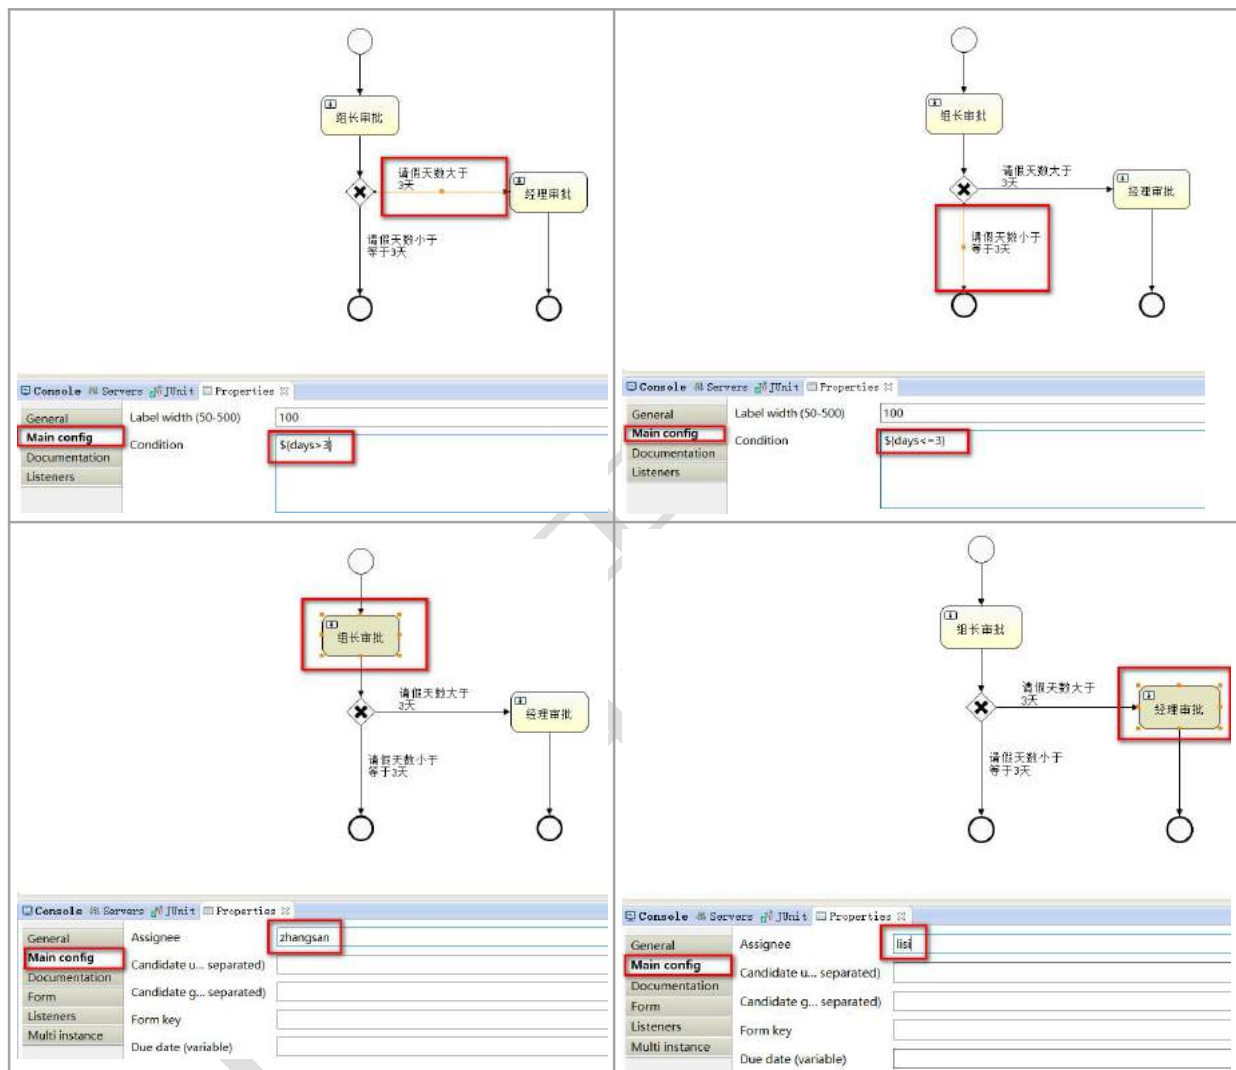 组长审批
请假天数大于
3天
经理审批
请假天数小于
等于3天
Console Servers JUnit Properties
General
Label width (50-500)
100
Main config
Condition
${days>3
Documentation
Listeners
组长审批
请假天数大于
3天
经理审批
请假天数小于
等于3天
Console Servers JUnit Properties
General
Label width (50-500)
100
Main config
Condition
${days<=3}
Documentation
Listeners
组长审批
请假天数大于
3天
经理审批
请假天数小于
等于3天
Console Servers JUnit Properties
General
Assignee
zhangsan
Main config
Candidate u... separated)
Documentation
Candidate g... separated)
Form
Listeners
Form key
Multi instance
Due date (variable)
组长审批
请假天数大于
3天
经理审批
请假天数小于
等于3天
Console Servers JUnit Properties
General
Assignee
lisi
Main config
Candidate u... separated)
Documentation
Candidate g... separated)
Form
Listeners
Form key
Multi instance
Due date (variable)